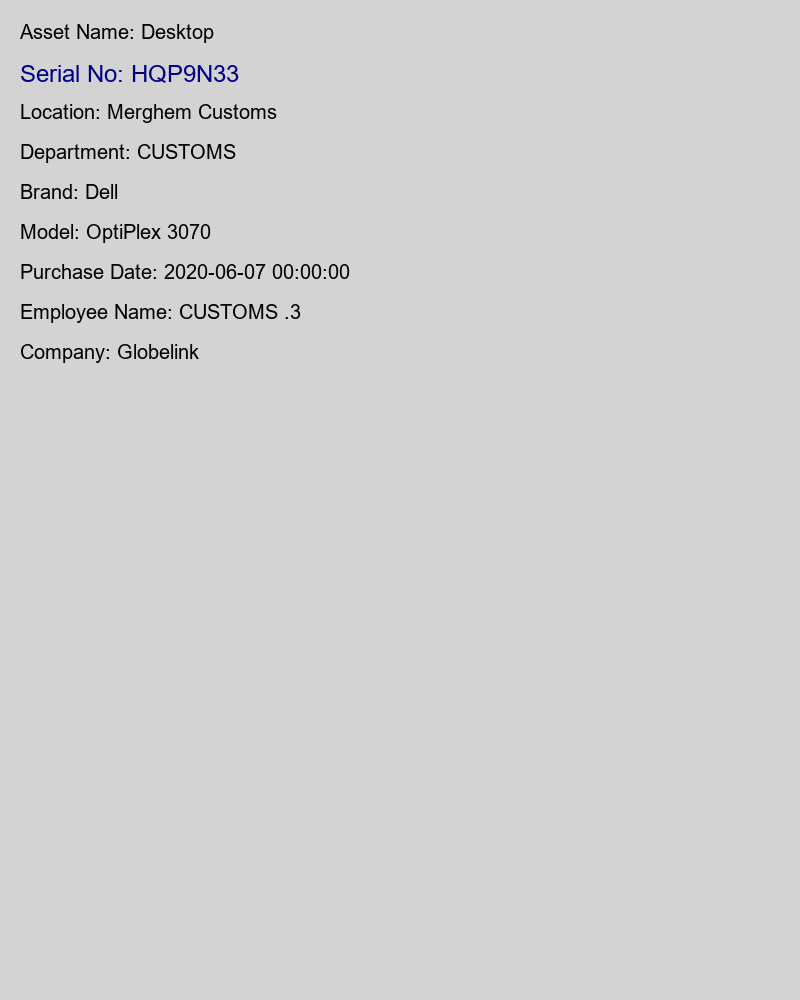 Asset Name: Desktop
Serial No: HQP9N33
Location: Merghem Customs
Department: CUSTOMS
Brand: Dell
Model: OptiPlex 3070
Purchase Date: 2020-06-07 00:00:00
Employee Name: CUSTOMS .3
Company: Globelink